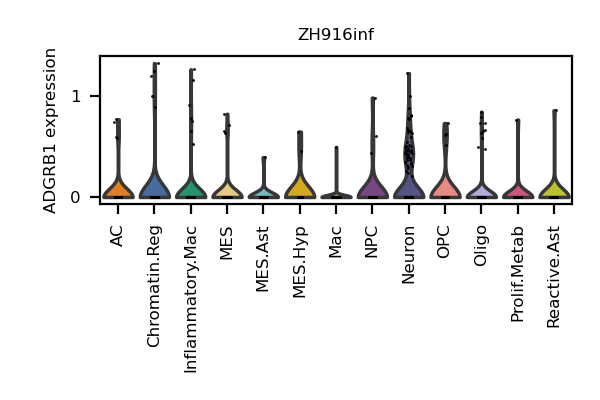 ZH916inf
ADGRB1 expression
1
0
AC
Chromatin.Reg
Inflammatory.Mac
MES
MES.Ast
MES.Hyp
Mac
NPC
Neuron
OPC
Oligo
Prolif.Metab
Reactive.Ast